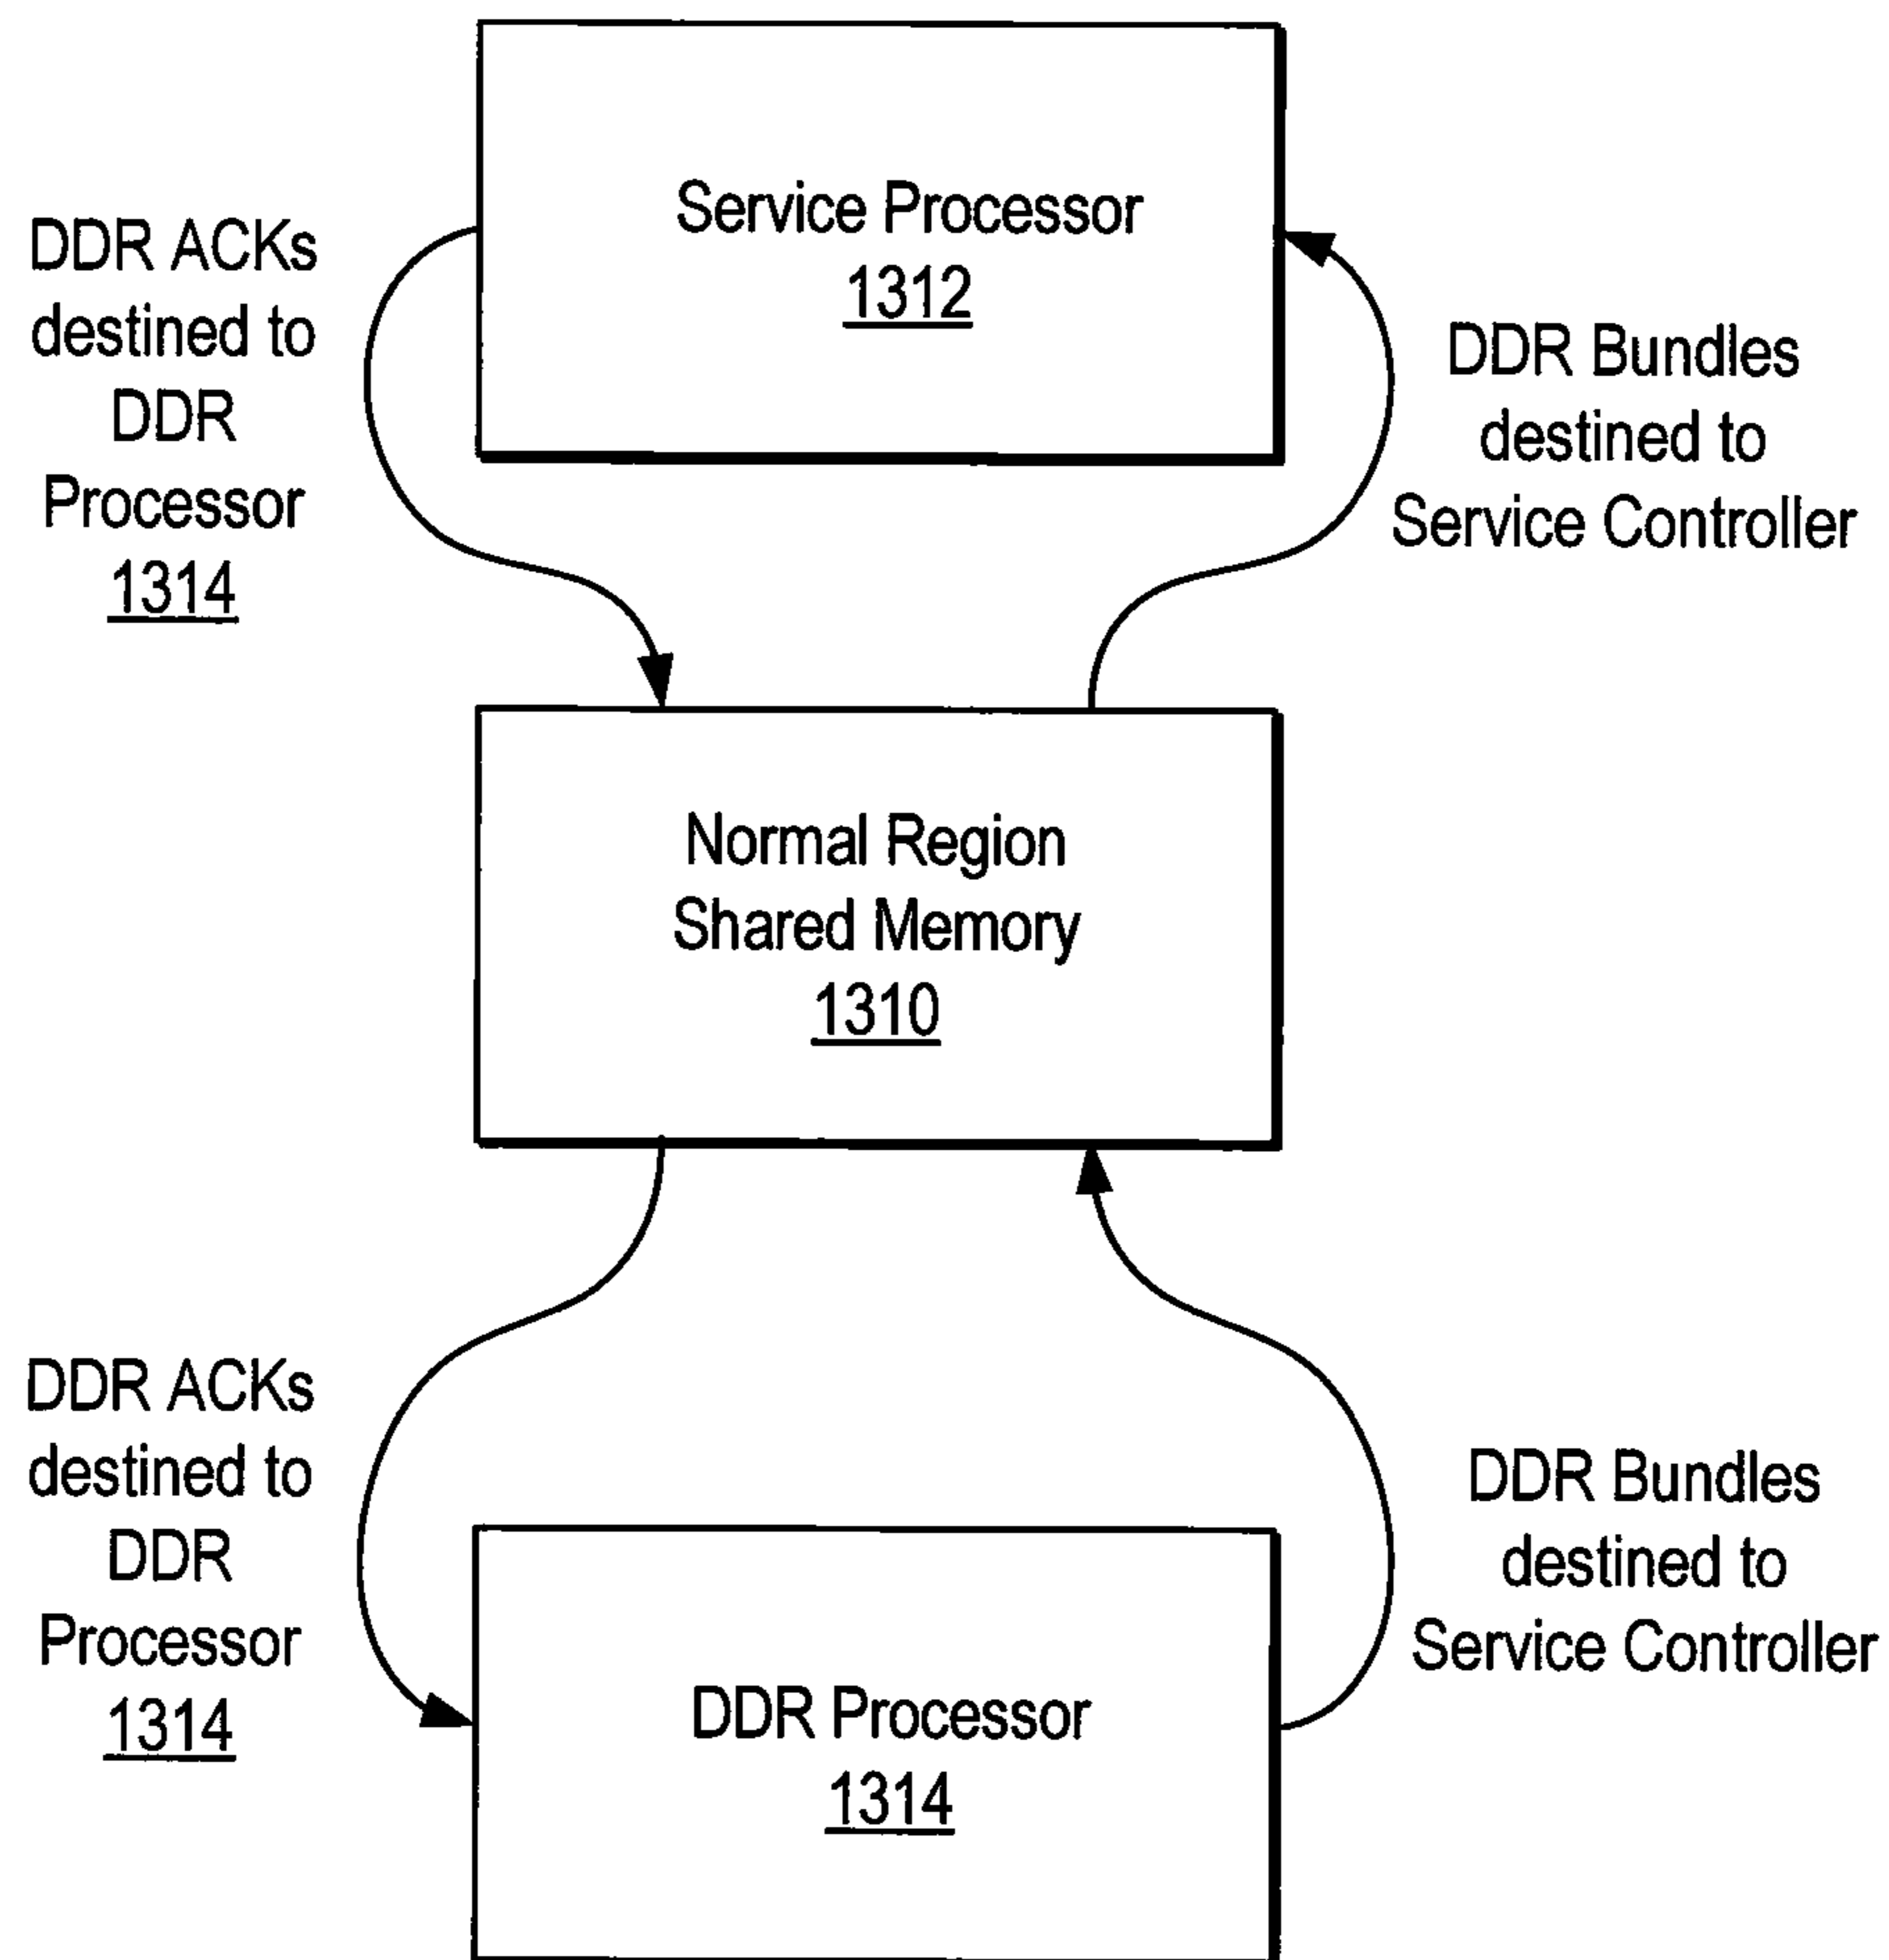 Service Processor
1312
DDR ACKs
destined to
DDR
Processor
1314
DDR Bundles
destined to
Service Controller
Normal Region
Shared Memory
1310
DDR ACKs
destined to
DDR
Processor
1314
DDR Bundles
destined to
Service Controller
DDR Processor
1314